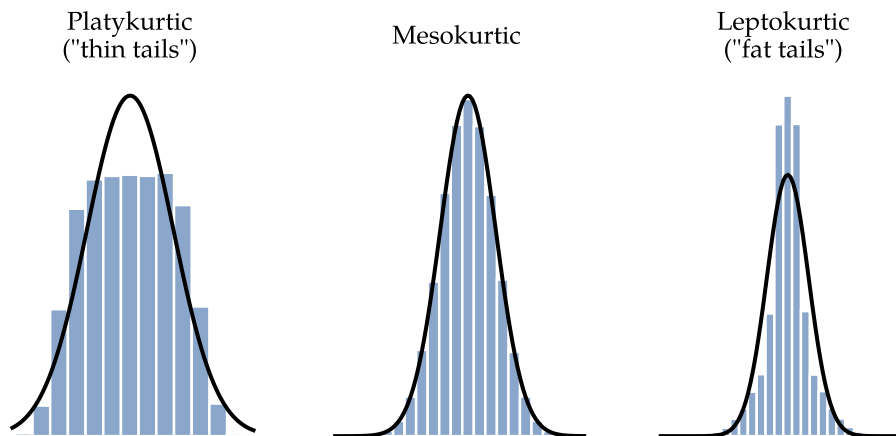 Platykurtic
("thin tails")
Mesokurtic
Leptokurtic
("fat tails")